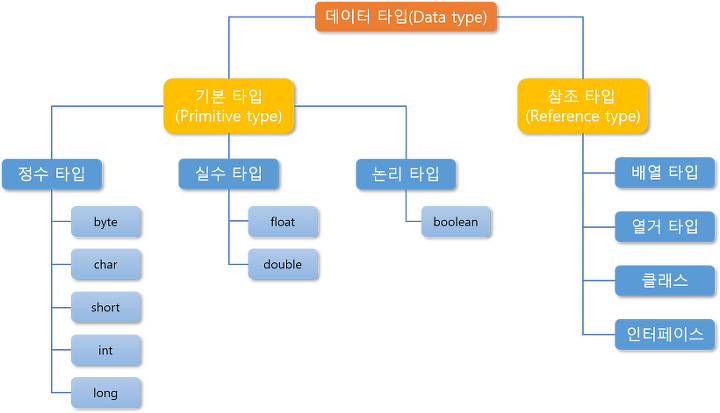 데이터 타입(Data type)
기본 타입
(Primitive type)
참조 타입
(Reference type)
정수 타입
실수 타입
논리 타입
배열 타입
byte
float
boolean
열거 타입
char
double
클래스
short
인터페이스
int
long